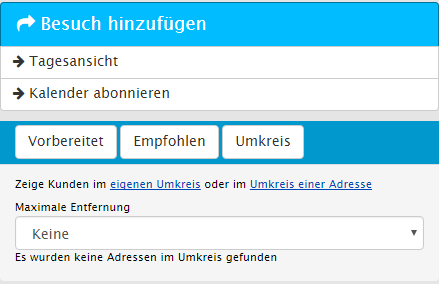 Besuch hinzufügen
Tagesansicht
Kalender abonnieren
Vorbereitet Empfohlen Umkreis
Zeige Kunden im eigenen Umkreis oder im Umkreis einer Adresse
Maximale Entfernung
Keine
Es wurden keine Adressen im Umkreis gefunden